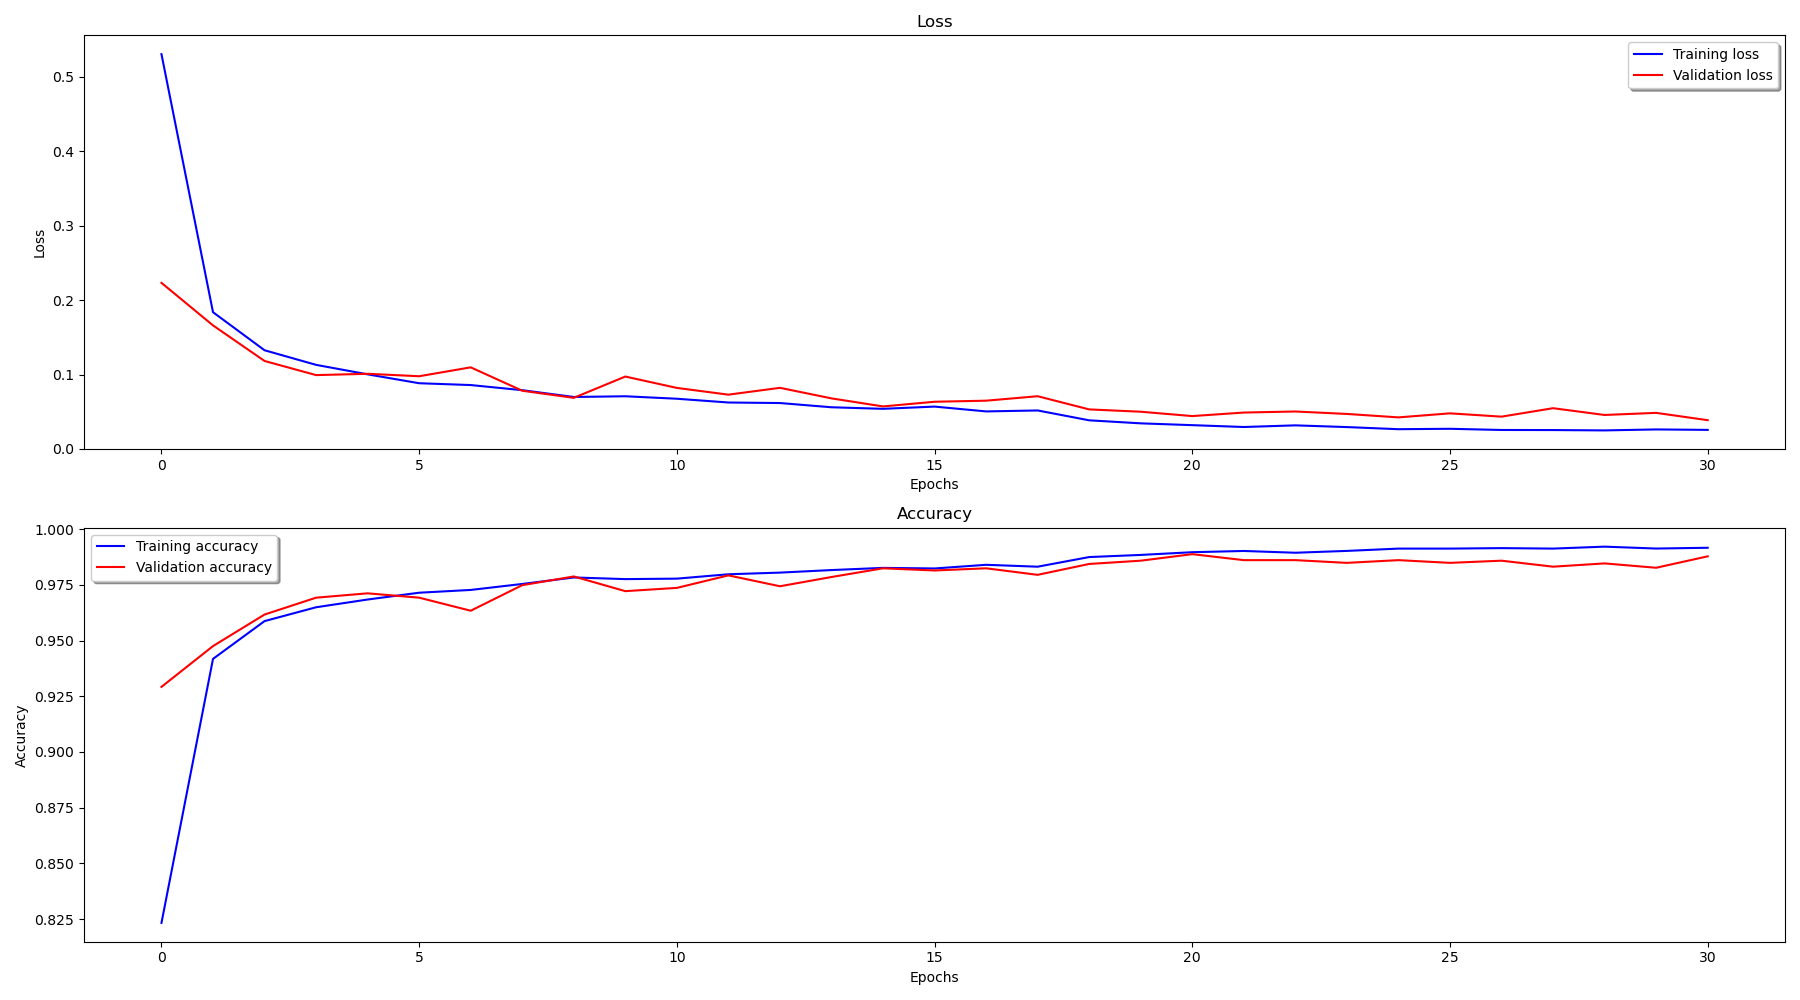 Loss
Training loss
Validation loss
0.5
0.4
0.3
0.2
0.1
0.0
Loss
0 5 10 15 20 25 30
Epochs
Accuracy
Training accuracy
Validation accuracy
1.000
0.975
0.950
0.925
0.900
0.875
0.850
0.825
Accuracy
0 5 10 15 20 25 30
Epochs